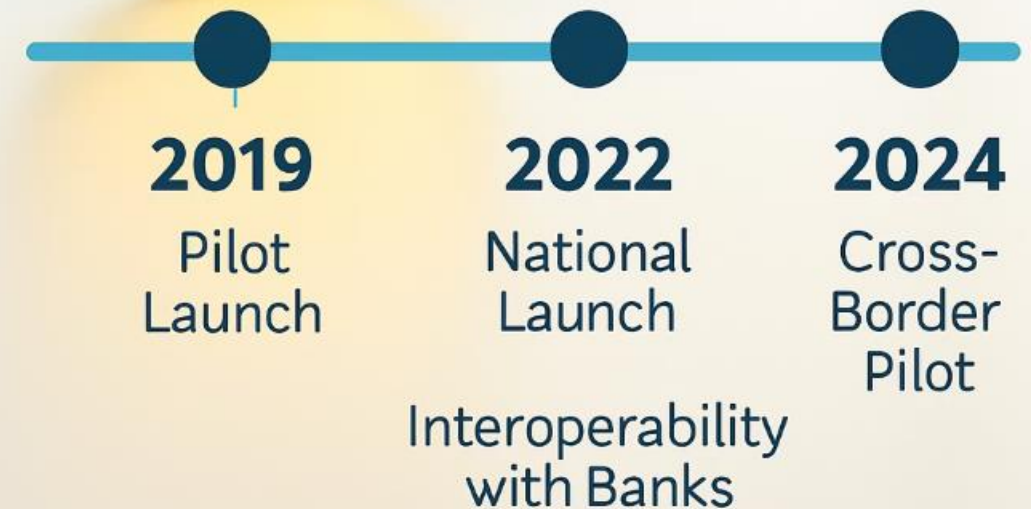 2019
Pilot
Launch
2022
National
Launch
Interoperability
with Banks
2024
Cross-
Border
Pilot